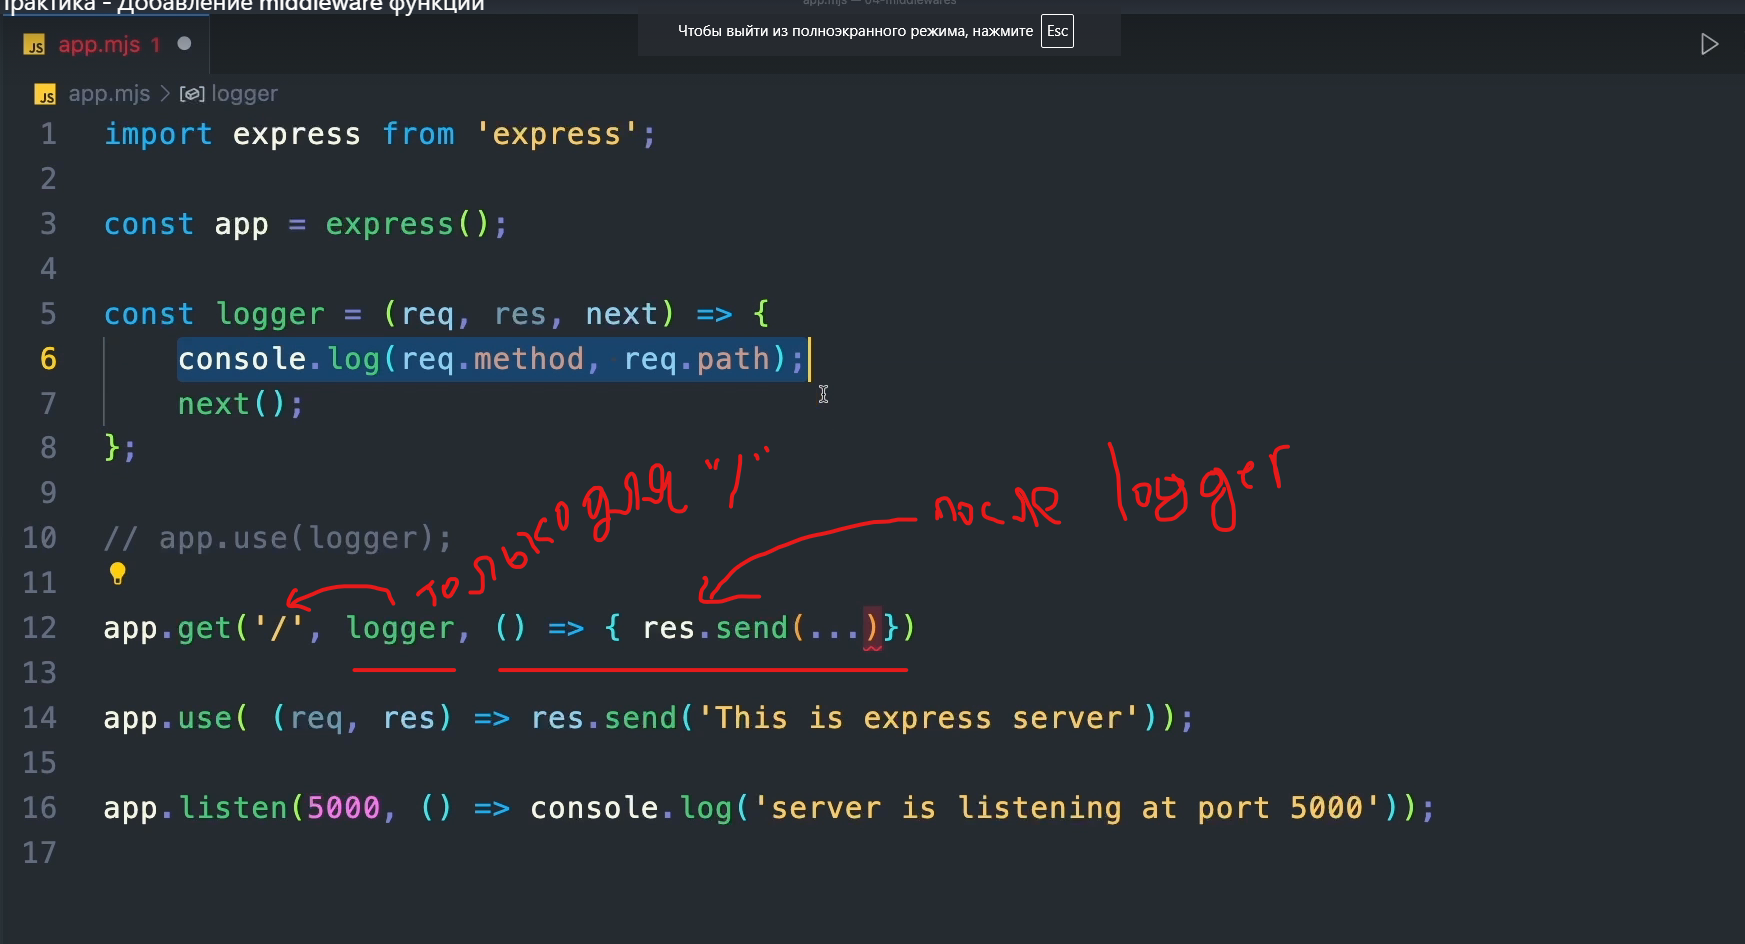 Практика - Добавление middleware функции
app.mjs — 04-middlewares
Чтобы выйти из полноэкранного режима, нажмите Esc
JS app.mjs 1
JS app.mjs > logger
1 import express from 'express';
2
3 const app = express();
4
5 const logger = (req, res, next) => {
6 console.log(req.method, req.path);
7 next();
8 };
9
только для "/"
после logger
10 // app.use(logger);
11
12 app.get('/', logger, () => { res.send(...)})
13
14 app.use( (req, res) => res.send('This is express server'));
15
16 app.listen(5000, () => console.log('server is listening at port 5000'));
17